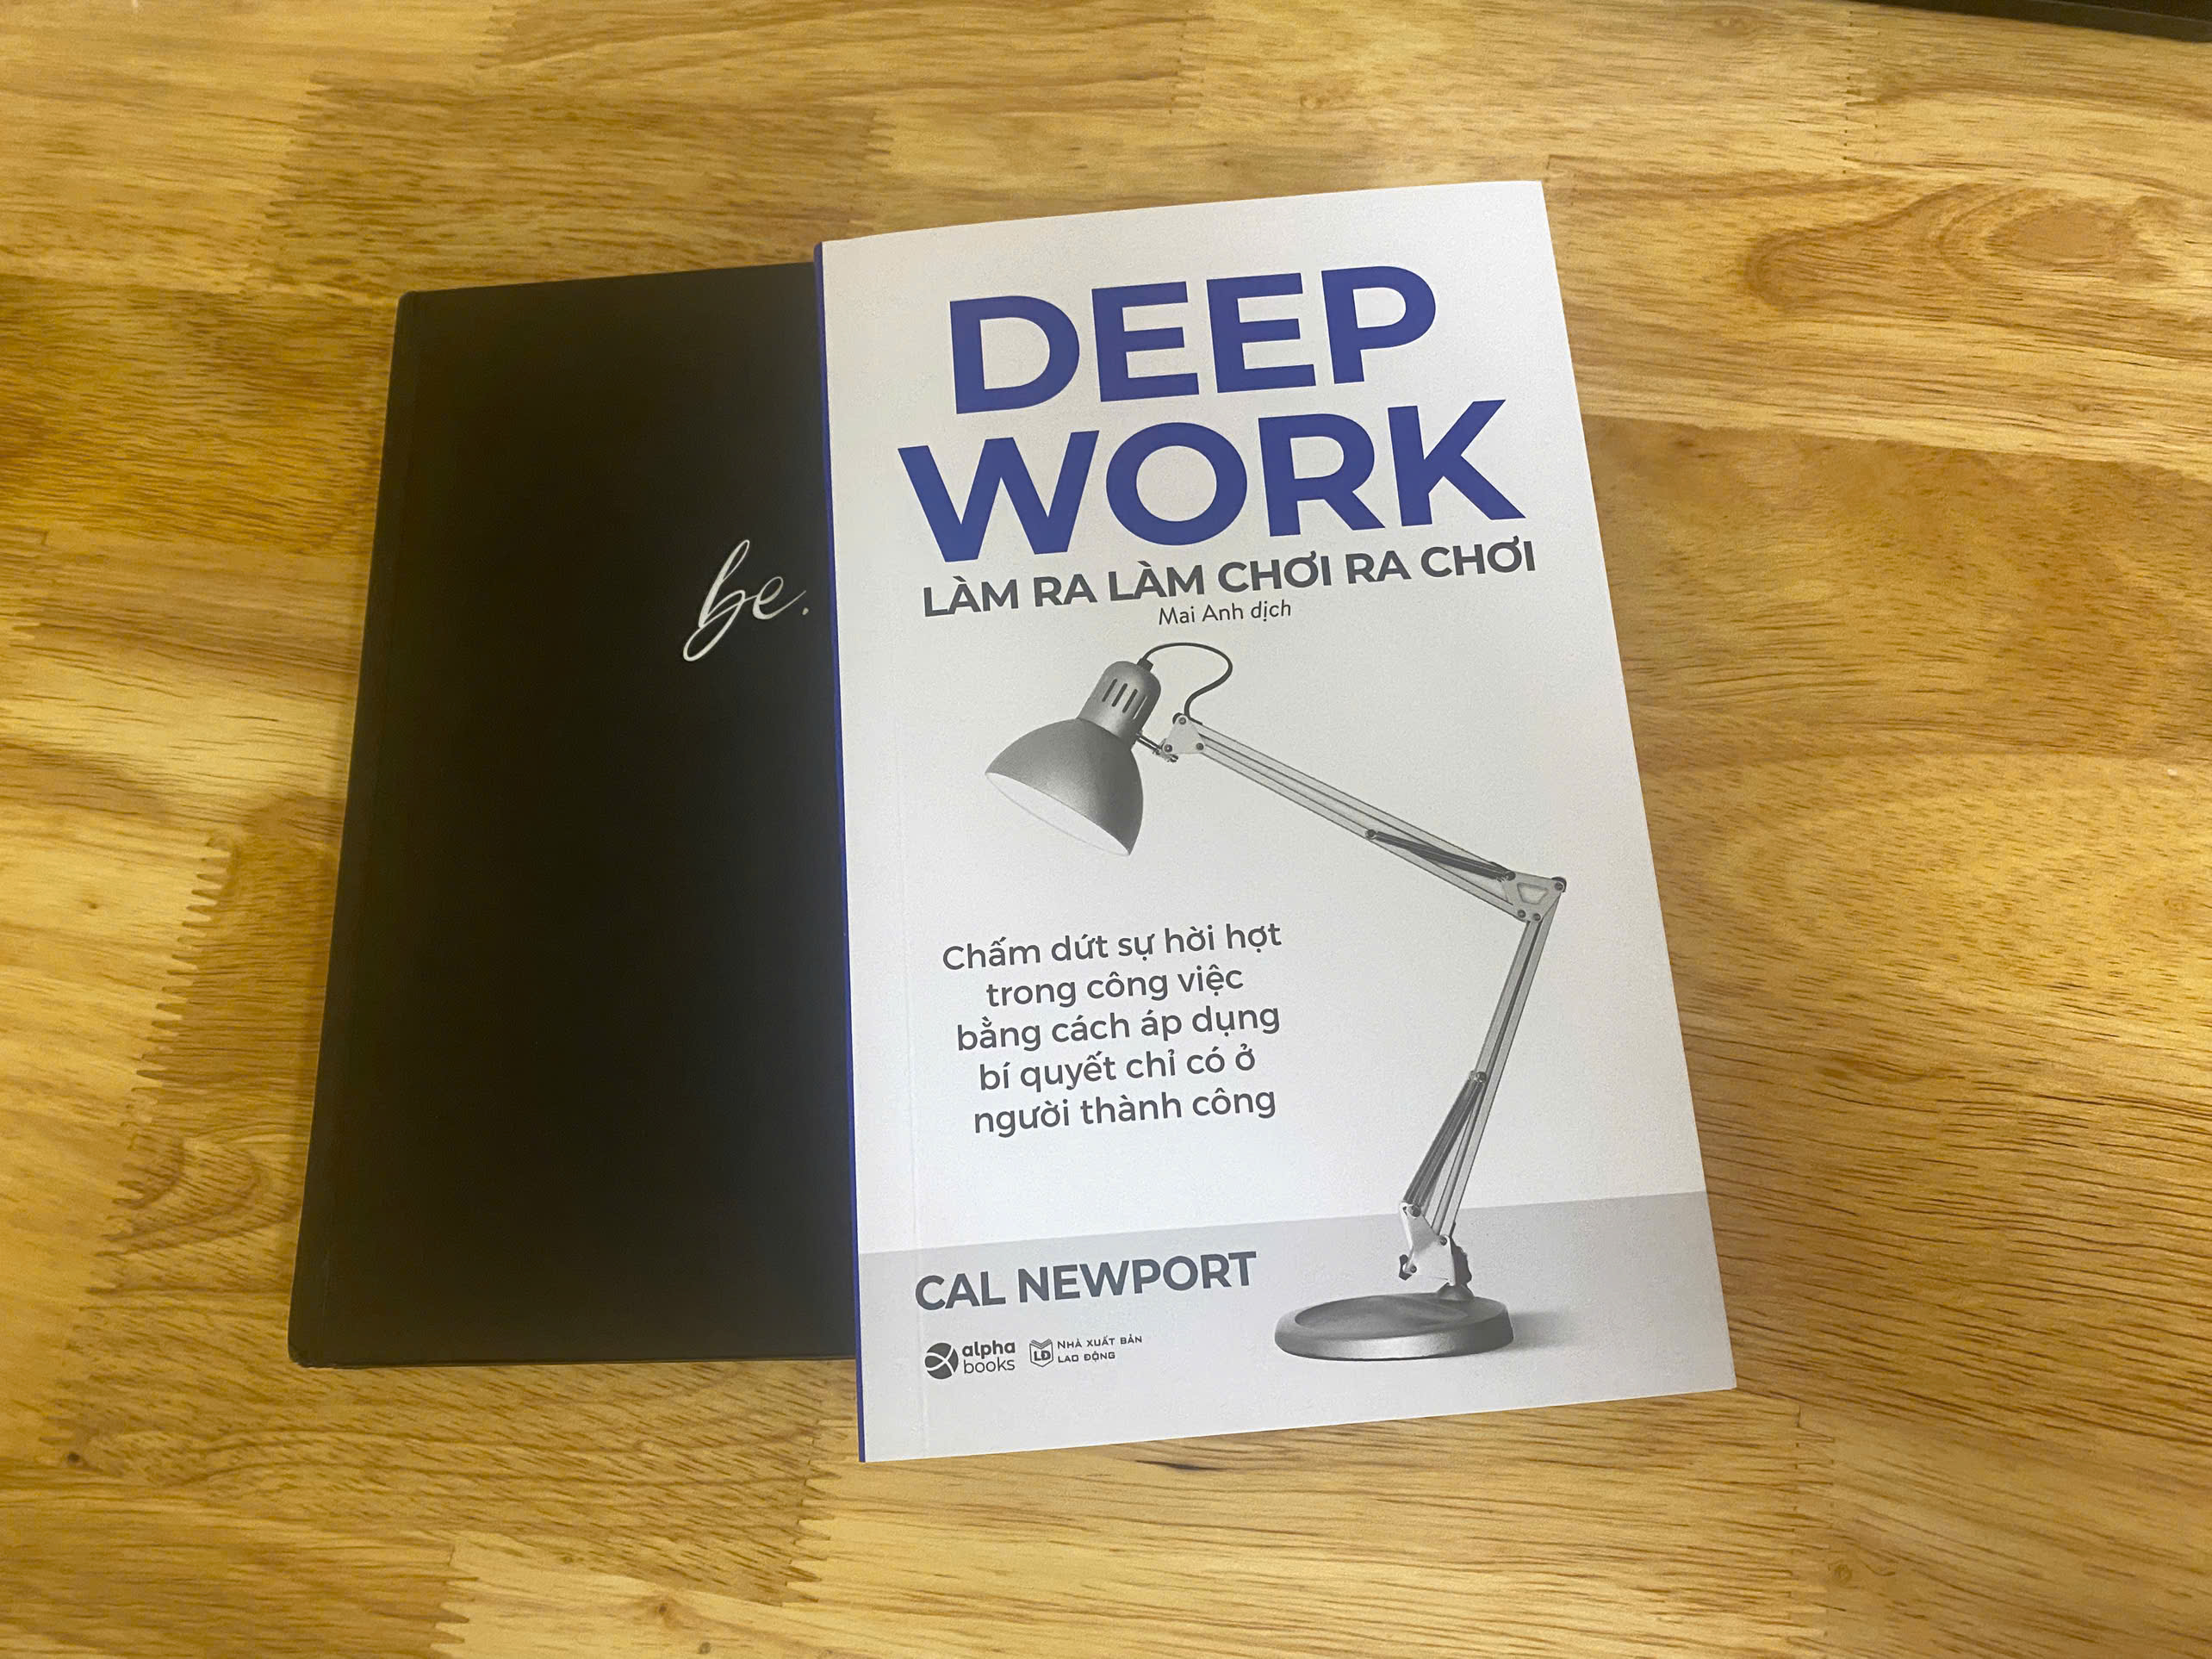 be.
DEEP
WORK
LÀM RA LÀM CHƠI RA CHƠI
Mai Anh dịch
Chấm dứt sự hời hợt
trong công việc
bằng cách áp dụng
bí quyết chỉ có ở
người thành công
CAL NEWPORT
alpha
books
LĐ
NHÀ XUẤT BẢN
LAO ĐỘNG